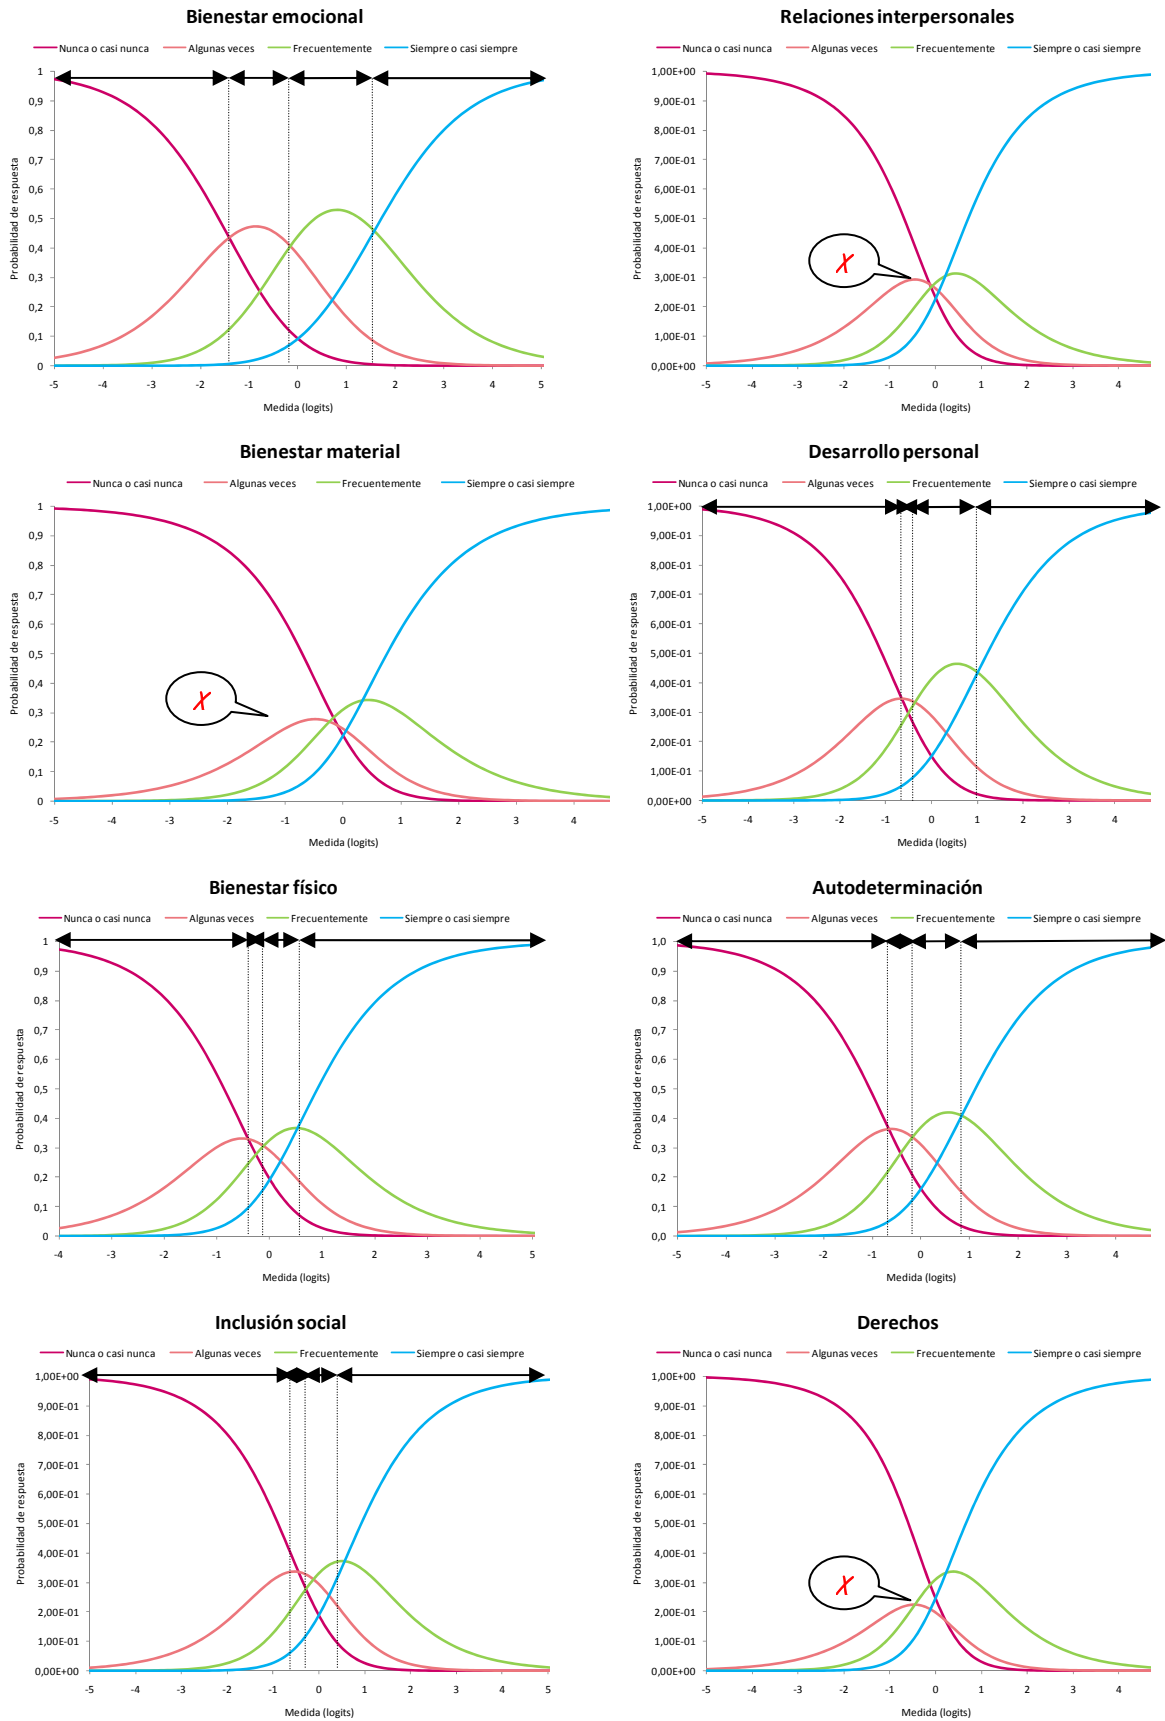 Bienestar emocional
Nunca o casi nunca Algunas veces Frecuentemente Siempre o casi siempre
1
0,9
0,8
0,7
0,6
0,5
0,4
0,3
0,2
0,1
0
Probabilidad de respuesta
-5 -4 -3 -2 -1 0 1 2 3 4 5
Medida (logits)
Relaciones interpersonales
Nunca o casi nunca Algunas veces Frecuentemente Siempre o casi siempre
1,00E+00
9,00E-01
8,00E-01
7,00E-01
6,00E-01
5,00E-01
4,00E-01
3,00E-01
2,00E-01
1,00E-01
0,00E+00
Probabilidad de respuesta
X
-5 -4 -3 -2 -1 0 1 2 3 4
Medida (logits)
Bienestar material
Nunca o casi nunca Algunas veces Frecuentemente Siempre o casi siempre
1
0,9
0,8
0,7
0,6
0,5
0,4
0,3
0,2
0,1
0
Probabilidad de respuesta
X
-5 -4 -3 -2 -1 0 1 2 3 4
Medida (logits)
Desarrollo personal
Nunca o casi nunca Algunas veces Frecuentemente Siempre o casi siempre
1,00E+00
9,00E-01
8,00E-01
7,00E-01
6,00E-01
5,00E-01
4,00E-01
3,00E-01
2,00E-01
1,00E-01
0,00E+00
Probabilidad de respuesta
-5 -4 -3 -2 -1 0 1 2 3 4
Medida (logits)
Bienestar físico
Nunca o casi nunca Algunas veces Frecuentemente Siempre o casi siempre
1
0,9
0,8
0,7
0,6
0,5
0,4
0,3
0,2
0,1
0
Probabilidad de respuesta
-4 -4 -3 -2 -1 0 1 2 3 4 5
Medida (logits)
Autodeterminación
Nunca o casi nunca Algunas veces Frecuentemente Siempre o casi siempre
1,0
0,9
0,8
0,7
0,6
0,5
0,4
0,3
0,2
0,1
0,0
Probabilidad de respuesta
-5 -4 -3 -2 -1 0 1 2 3 4
Medida (logits)
Inclusión social
Nunca o casi nunca Algunas veces Frecuentemente Siempre o casi siempre
1,00E+00
9,00E-01
8,00E-01
7,00E-01
6,00E-01
5,00E-01
4,00E-01
3,00E-01
2,00E-01
1,00E-01
0,00E+00
Probabilidad de respuesta
-5 -4 -3 -2 -1 0 1 2 3 4 5
Medida (logits)
Derechos
Nunca o casi nunca Algunas veces Frecuentemente Siempre o casi siempre
1,00E+00
9,00E-01
8,00E-01
7,00E-01
6,00E-01
5,00E-01
4,00E-01
3,00E-01
2,00E-01
1,00E-01
0,00E+00
Probabilidad de respuesta
X
-5 -4 -3 -2 -1 0 1 2 3 4
Medida (logits)